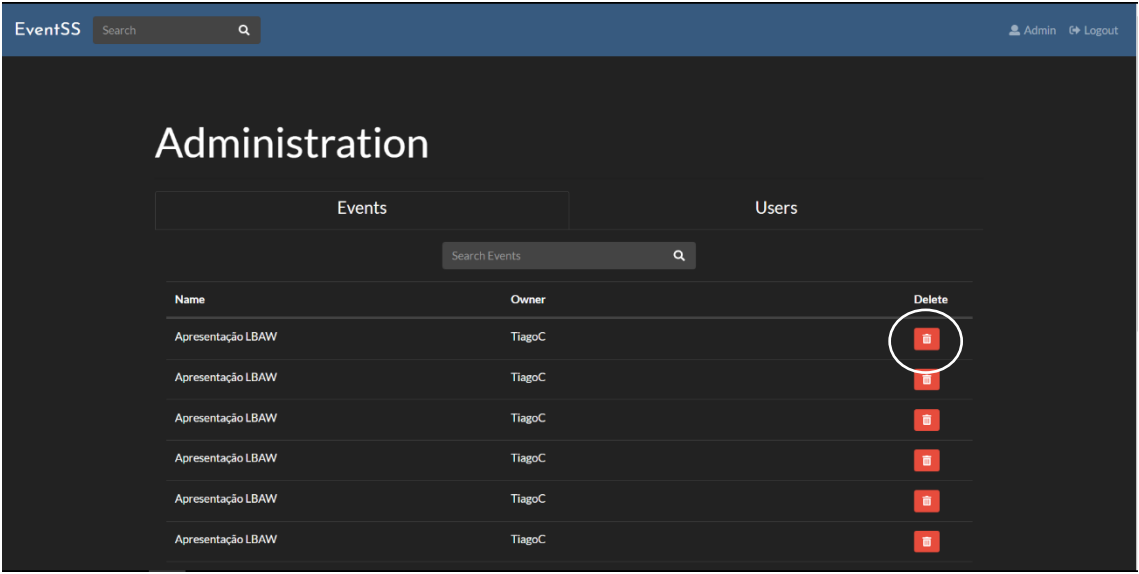 EventSS Search Admin Logout
Administration
Events Users
Search Events
Name Owner Delete
Apresentação LBAW TiagoC
Apresentação LBAW TiagoC
Apresentação LBAW TiagoC
Apresentação LBAW TiagoC
Apresentação LBAW TiagoC
Apresentação LBAW TiagoC